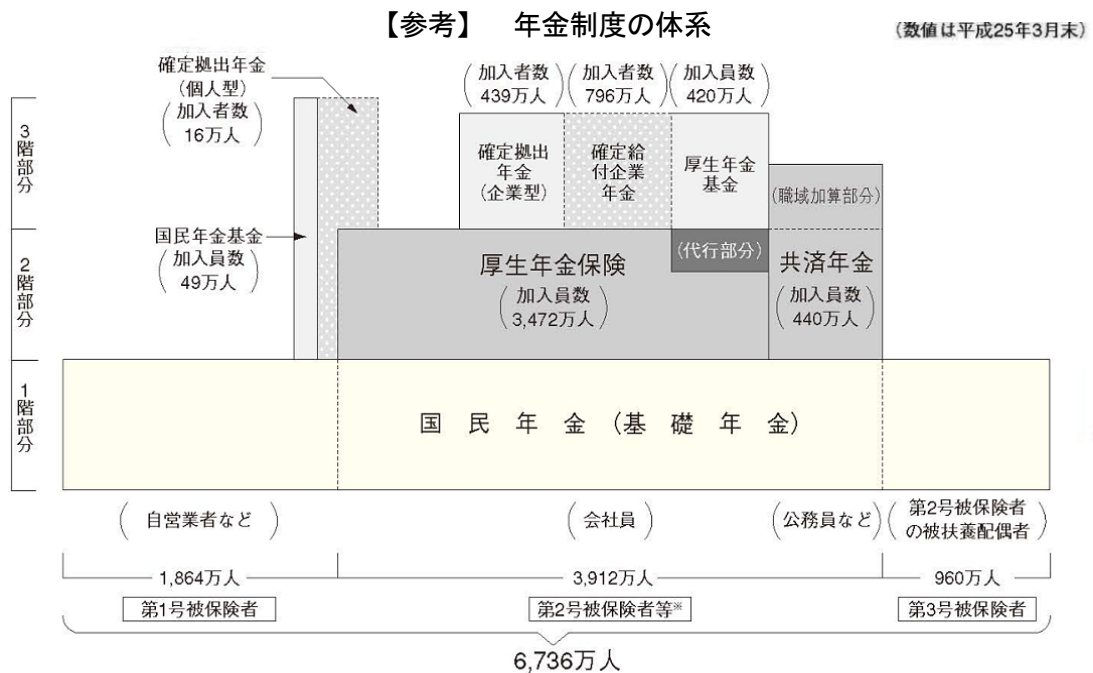 【参考】 年金制度の体系
(数値は平成25年3月末)
確定拠出年金
(個人型)
(加入者数
16万人)
(加入者数
439万人)
(加入者数
796万人)
(加入員数
420万人)
3階部分
確定拠出
年金
(企業型)
確定給
付企業
年金
厚生年金
基金
(職域加算部分)
国民年金基金
(加入員数
49万人)
2階部分
(代行部分)
厚生年金保険
(加入員数
3,472万人)
共済年金
(加入員数
440万人)
1階部分
国民年金(基礎年金)
(自営業者など)
(会社員)
(公務員など)
(第2号被保険者
の被扶養配偶者)
1,864万人
3,912万人
960万人
第1号被保険者
第2号被保険者等※
第3号被保険者
6,736万人